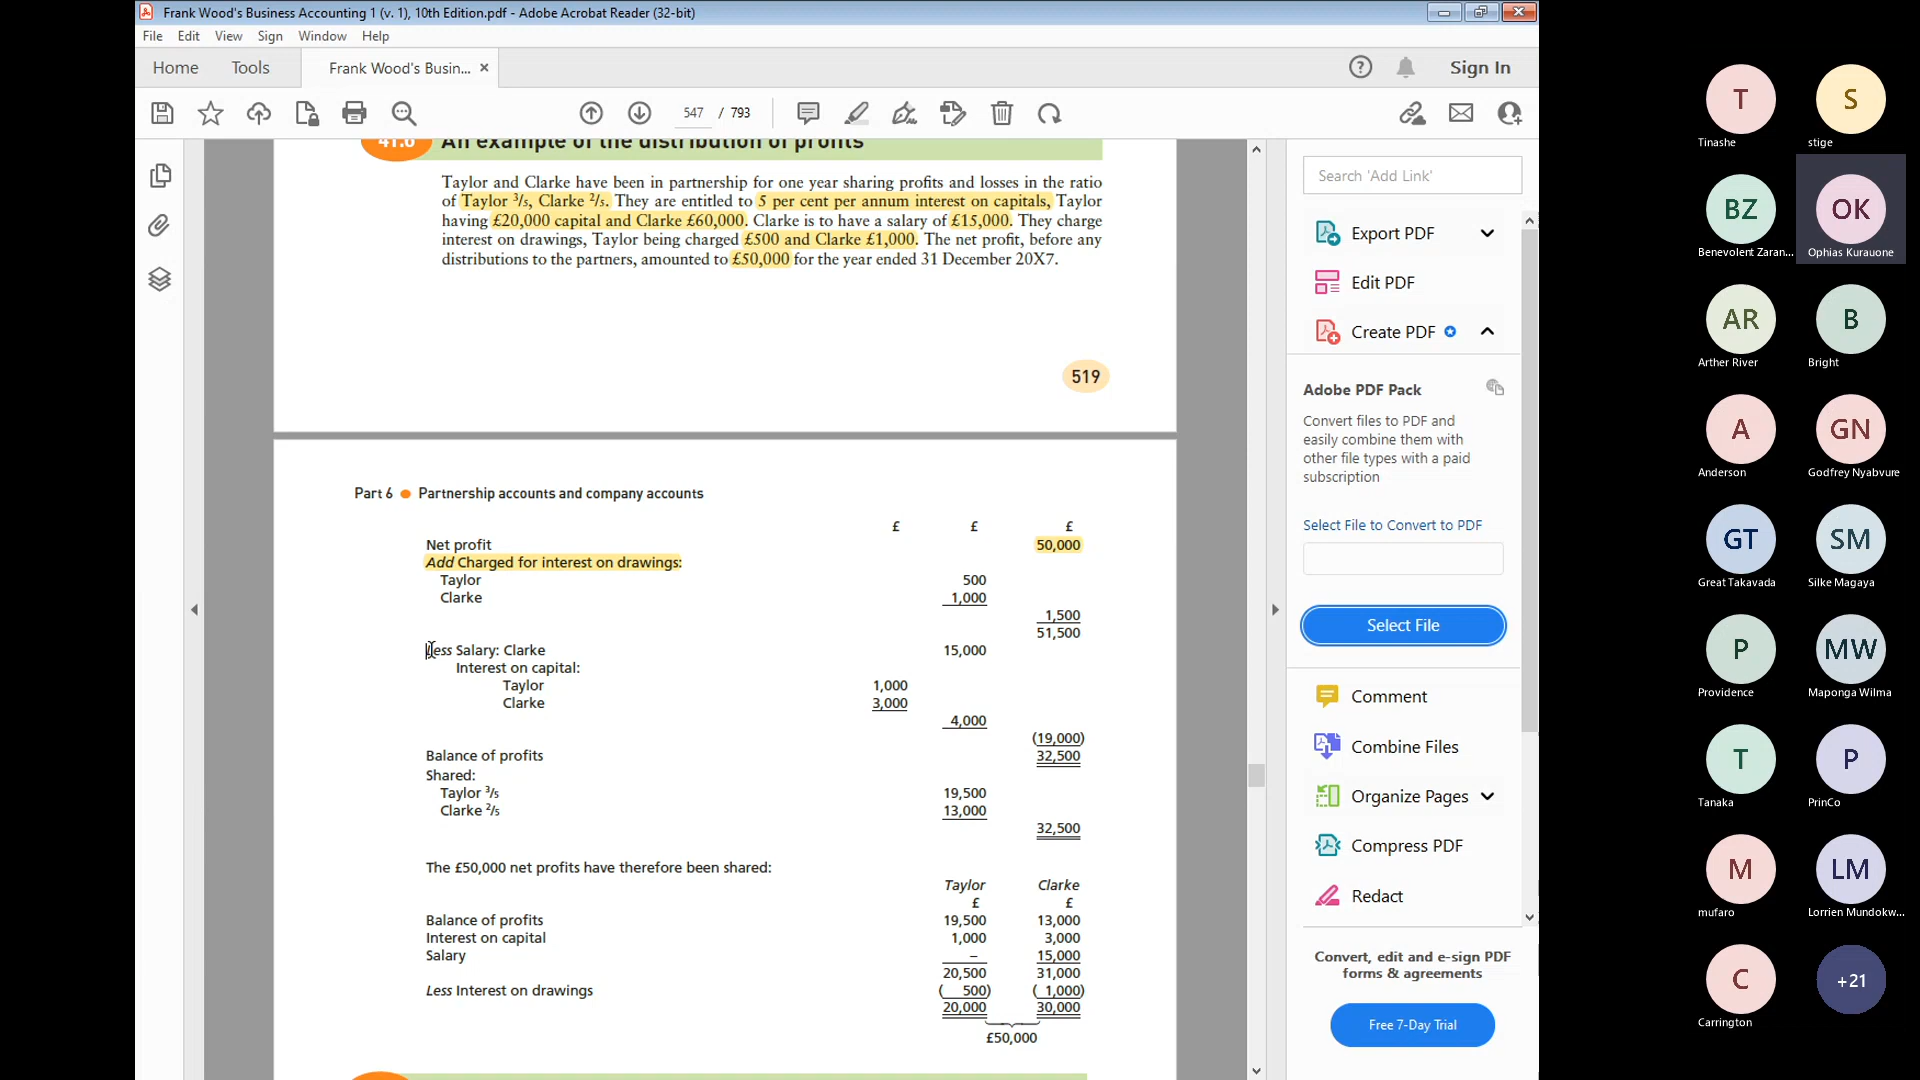 Frank Wood's Business Accounting 1 (v. 1), 10th Edition.pdf - Adobe Acrobat Reader (32-bit)
File Edit View Sign Window Help
Home Tools Frank Wood's Busin... Sign In
547 / 793
41.6 An example of the distribution of profits
Taylor and Clarke have been in partnership for one year sharing profits and losses in the ratio
of Taylor 3/5, Clarke 2/5. They are entitled to 5 per cent per annum interest on capitals, Taylor
having £20,000 capital and Clarke £60,000. Clarke is to have a salary of £15,000. They charge
interest on drawings, Taylor being charged £500 and Clarke £1,000. The net profit, before any
distributions to the partners, amounted to £50,000 for the year ended 31 December 20X7.
519
Part 6 Partnership accounts and company accounts
£ £ £
Net profit 50,000
Add Charged for interest on drawings:
Taylor 500
Clarke 1,000
1,500
51,500
Less Salary: Clarke 15,000
Interest on capital:
Taylor 1,000
Clarke 3,000
4,000
(19,000)
Balance of profits 32,500
Shared:
Taylor 3/5 19,500
Clarke 2/5 13,000
32,500
The £50,000 net profits have therefore been shared:
Taylor Clarke
£ £
Balance of profits 19,500 13,000
Interest on capital 1,000 3,000
Salary – 15,000
20,500 31,000
Less Interest on drawings ( 500) ( 1,000)
20,000 30,000
£50,000
Search 'Add Link'
Export PDF
Edit PDF
Create PDF
Adobe PDF Pack
Convert files to PDF and
easily combine them with
other file types with a paid
subscription
Select File to Convert to PDF
Select File
Comment
Combine Files
Organize Pages
Compress PDF
Redact
Convert, edit and e-sign PDF
forms & agreements
Free 7-Day Trial
T S
Tinashe stige
BZ OK
Benevolent Zaran... Ophias Kurauone
AR B
Arther River Bright
A GN
Anderson Godfrey Nyabvure
GT SM
Great Takavada Silke Magaya
P MW
Providence Maponga Wilma
T P
Tanaka PrinCo
M LM
mufaro Lorrien Mundokw...
C +21
Carrington